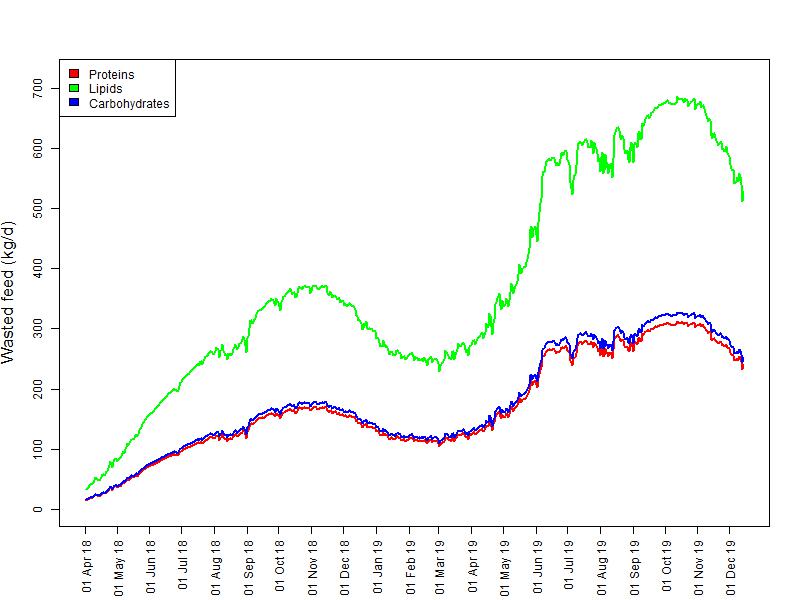 Proteins
Lipids
Carbohydrates
Wasted feed (kg/d)
700
600
500
400
300
200
100
0
01 Apr 18
01 May 18
01 Jun 18
01 Jul 18
01 Aug 18
01 Sep 18
01 Oct 18
01 Nov 18
01 Dec 18
01 Jan 19
01 Feb 19
01 Mar 19
01 Apr 19
01 May 19
01 Jun 19
01 Jul 19
01 Aug 19
01 Sep 19
01 Oct 19
01 Nov 19
01 Dec 19